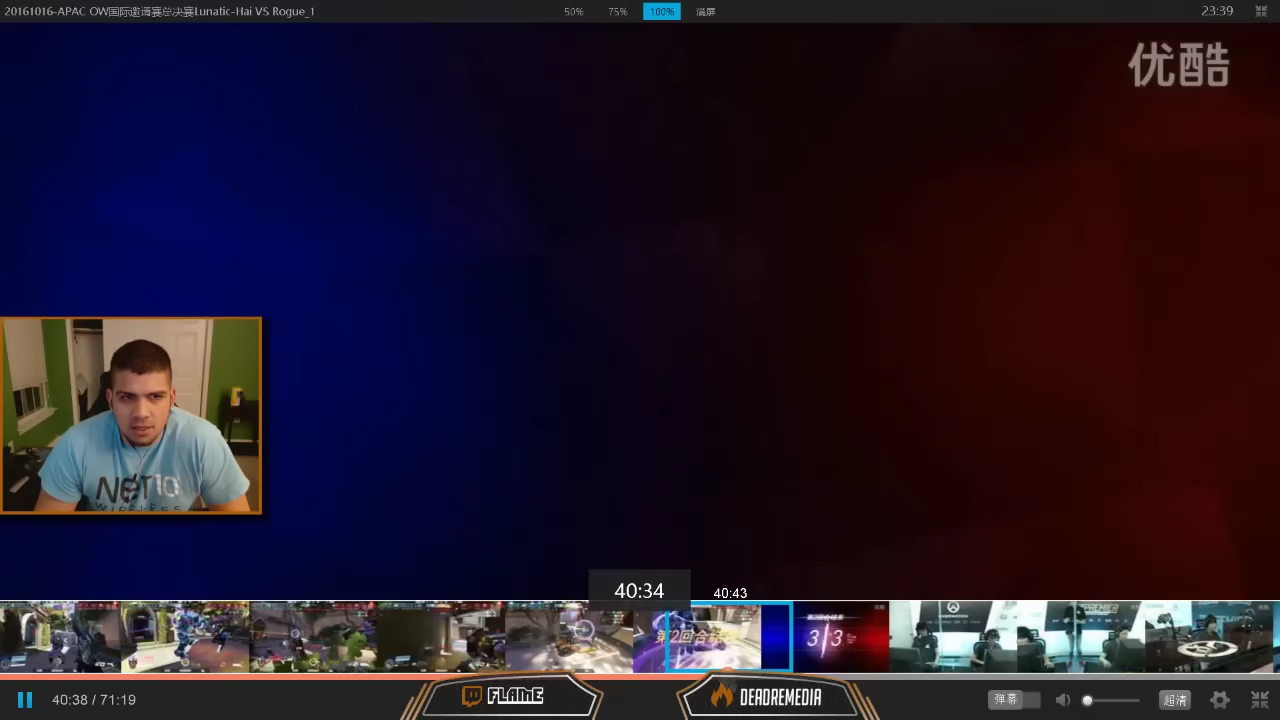 20161016-APAC OW国际邀请赛总决赛Lunatic-Hai VS Rogue_1
50%
75%
100%
满屏
23:39
优酷
NET10
WIRELESS
40:34
40:43
第2回合结
3|3
40:38 / 71:19
FLAME
DEADREMEDIA
弹幕
超清